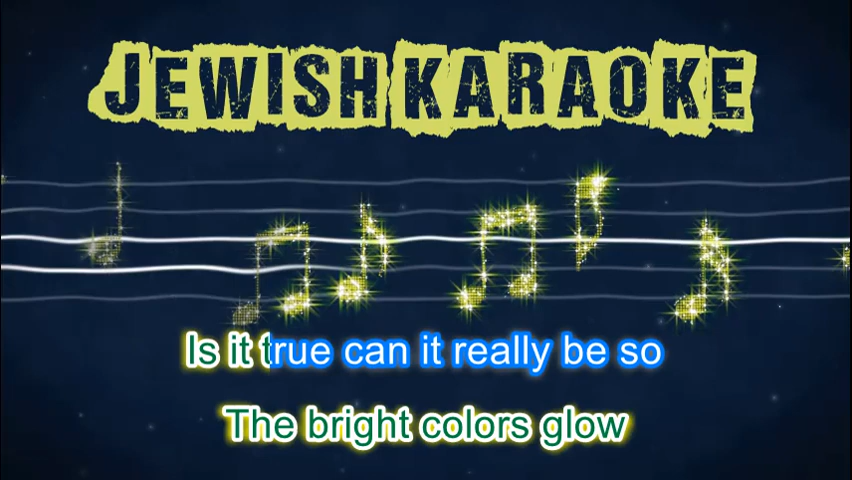 JEWISH KARAOKE
Is it true can it really be so
The bright colors glow